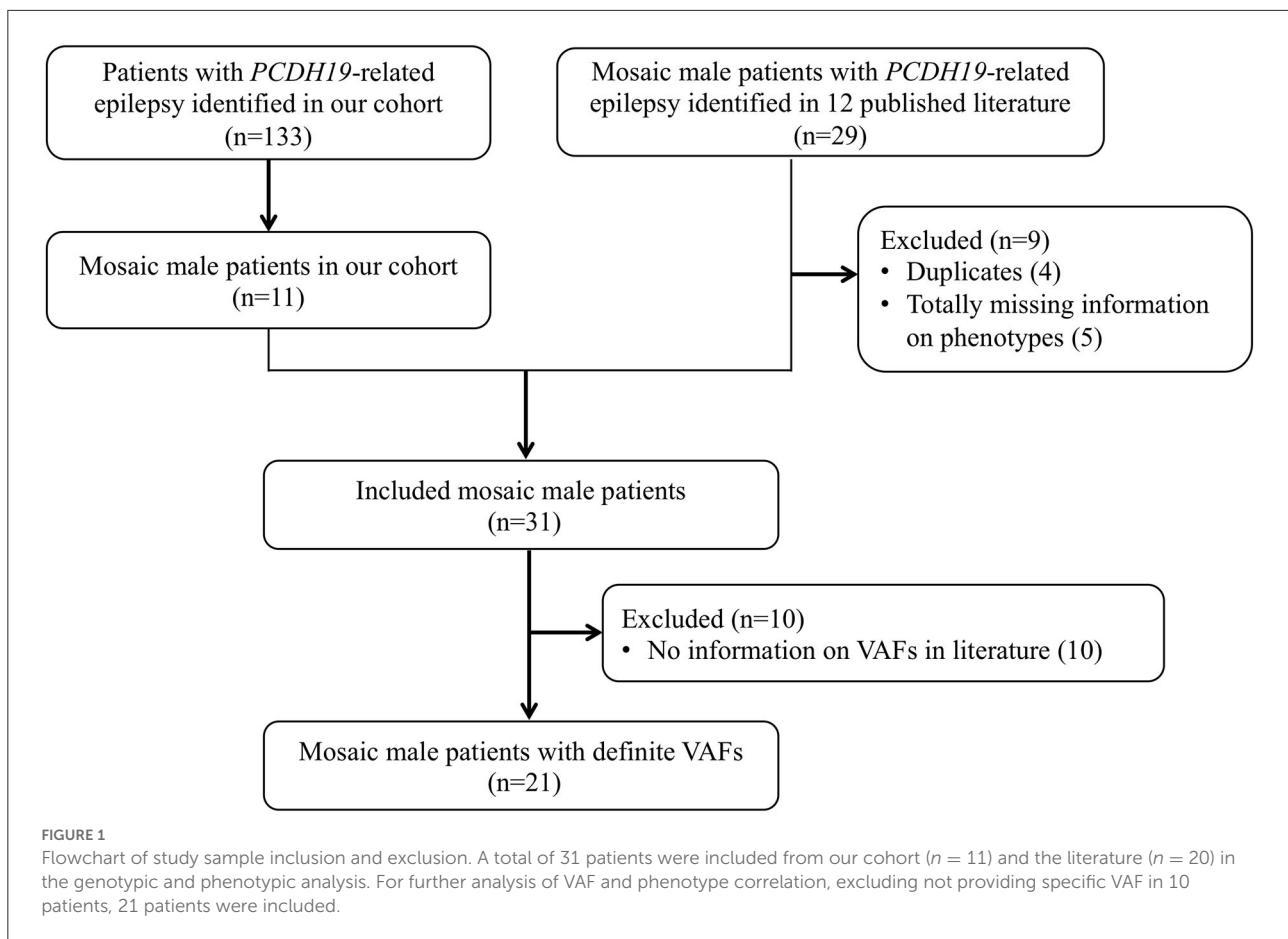 Patients with PCDH19-related
epilepsy identified in our cohort
(n=133)
Mosaic male patients with PCDH19-related
epilepsy identified in 12 published literature
(n=29)
Mosaic male patients in our cohort
(n=11)
Excluded (n=9)
• Duplicates (4)
• Totally missing information
on phenotypes (5)
Included mosaic male patients
(n=31)
Excluded (n=10)
• No information on VAFs in literature (10)
Mosaic male patients with definite VAFs
(n=21)
FIGURE 1
Flowchart of study sample inclusion and exclusion. A total of 31 patients were included from our cohort (n = 11) and the literature (n = 20) in
the genotypic and phenotypic analysis. For further analysis of VAF and phenotype correlation, excluding not providing specific VAF in 10
patients, 21 patients were included.